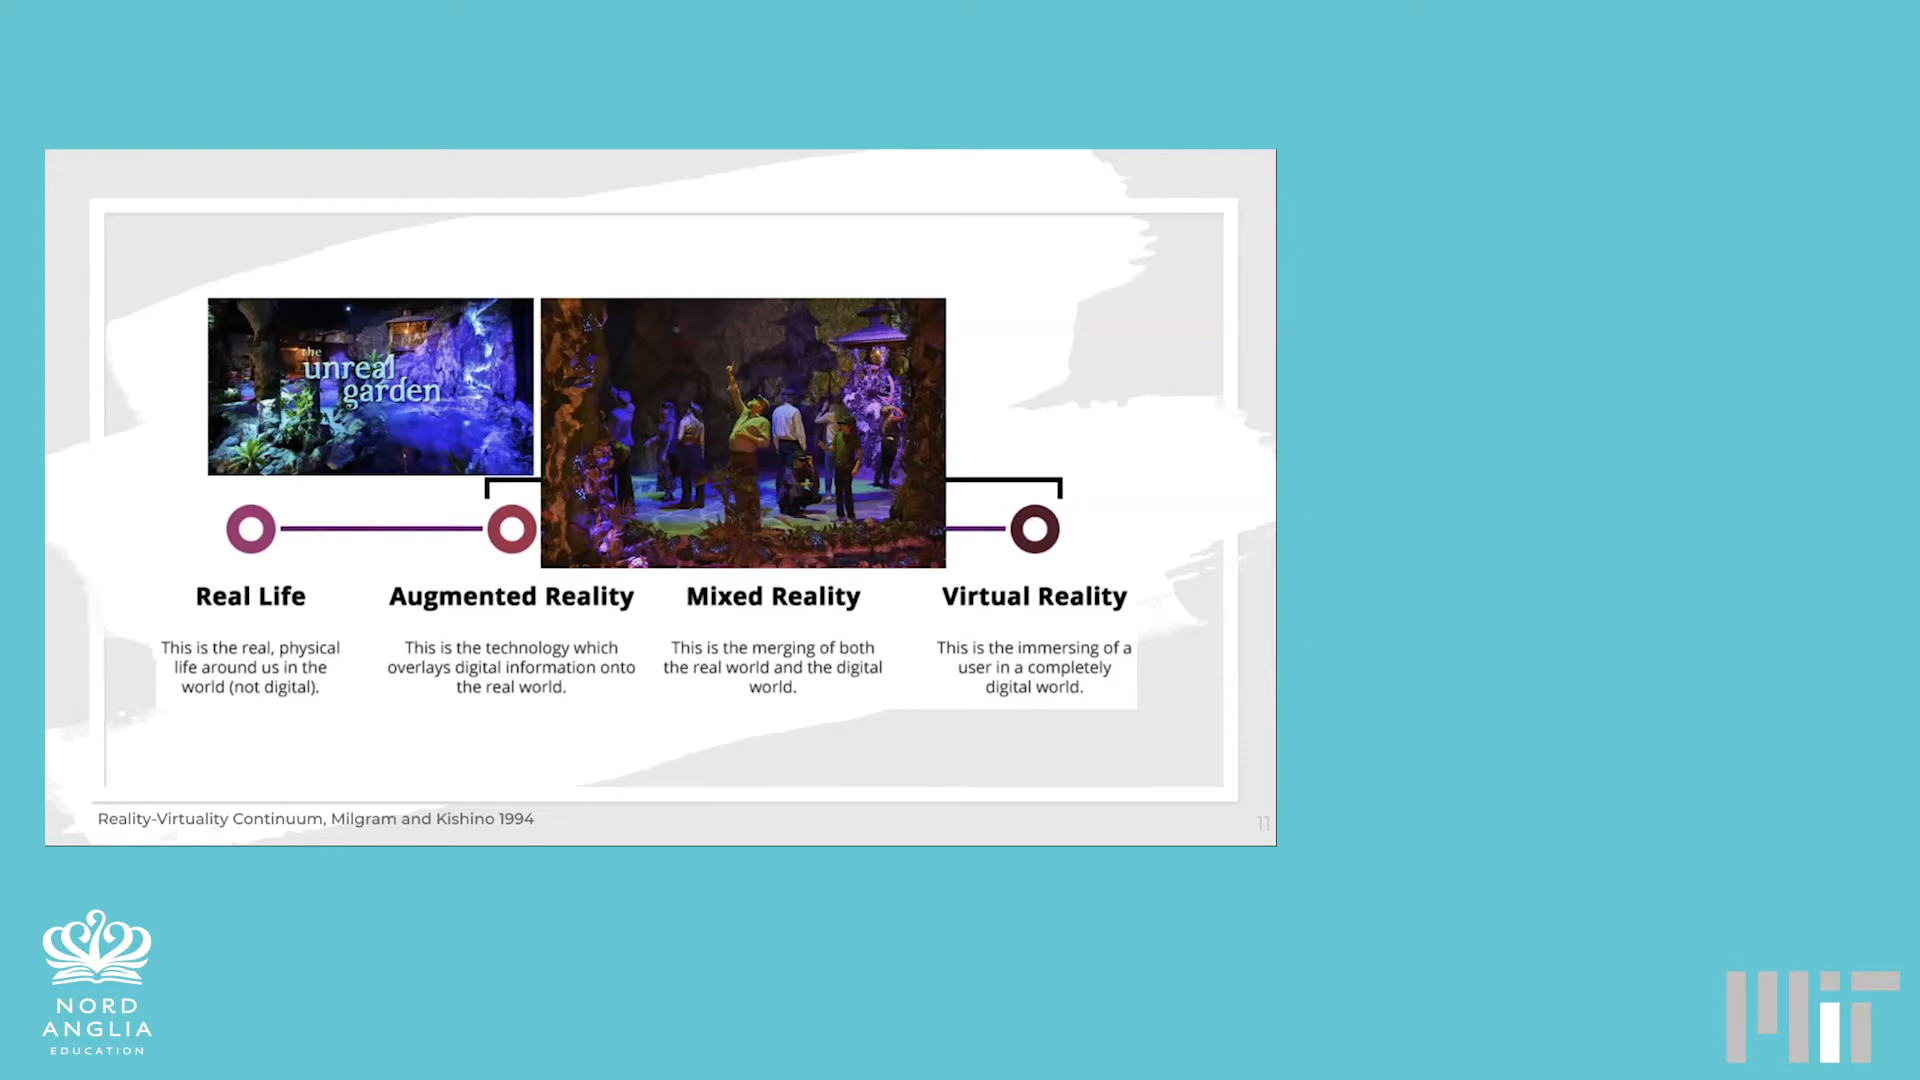 the
unreal
garden
Real Life
Augmented Reality
Mixed Reality
Virtual Reality
This is the real, physical
life around us in the
world (not digital).
This is the technology which
overlays digital information onto
the real world.
This is the merging of both
the real world and the digital
world.
This is the immersing of a
user in a completely
digital world.
Reality-Virtuality Continuum, Milgram and Kishino 1994
11
NORD
ANGLIA
EDUCATION
MIT